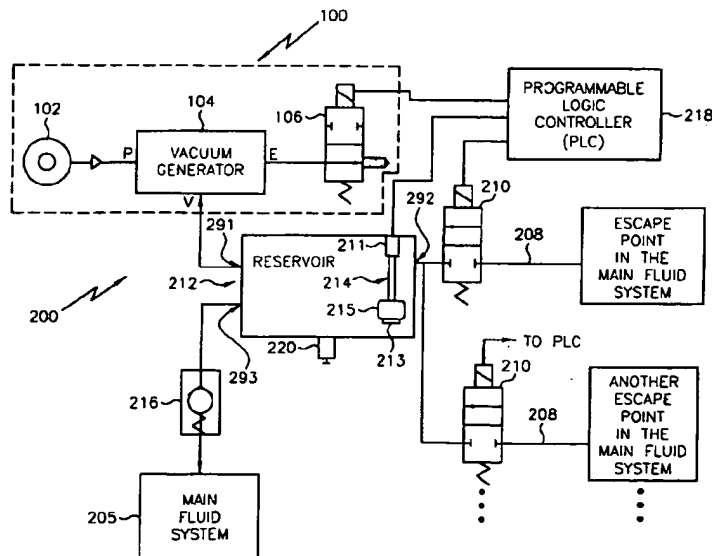 100
102
104
106
P
VACUUM
GENERATOR
E
V
PROGRAMMABLE
LOGIC
CONTROLLER
(PLC)
218
210
291
292
211
208
ESCAPE
POINT
IN THE
MAIN FLUID
SYSTEM
RESERVOIR
212
214
200
215
213
220
293
TO PLC
210
216
208
ANOTHER
ESCAPE
POINT
IN THE
MAIN FLUID
SYSTEM
205
MAIN
FLUID
SYSTEM